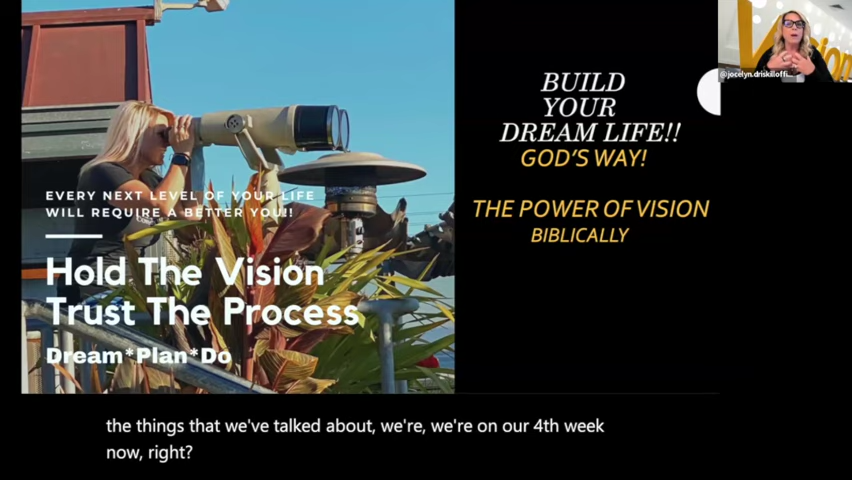 EVERY NEXT LEVEL OF YOUR LIFE
WILL REQUIRE A BETTER YOU!!
Hold The Vision
Trust The Process
Dream*Plan*Do
BUILD
YOUR
DREAM LIFE!!
GOD'S WAY!
THE POWER OF VISION
BIBLICALLY
Vision
the things that we've talked about, we're, we're on our 4th week
now, right?